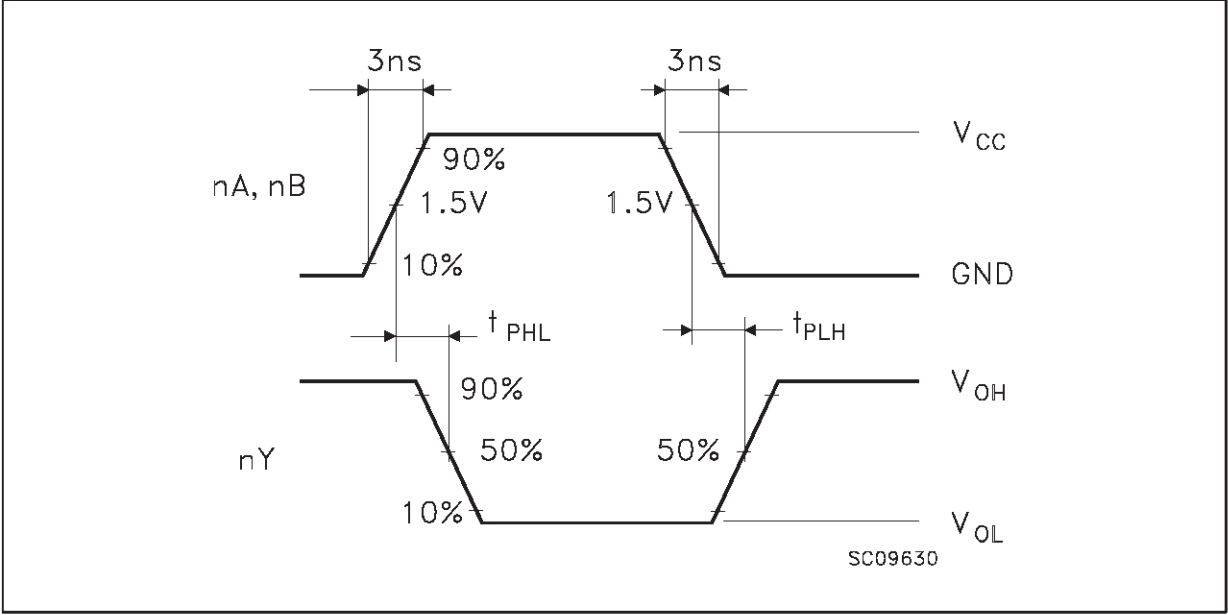 3ns
3ns
V CC
90%
nA, nB
1.5V
1.5V
10%
GND
t PHL
tPLH
90%
V OH
nY
50%
50%
10%
V OL
SC09630